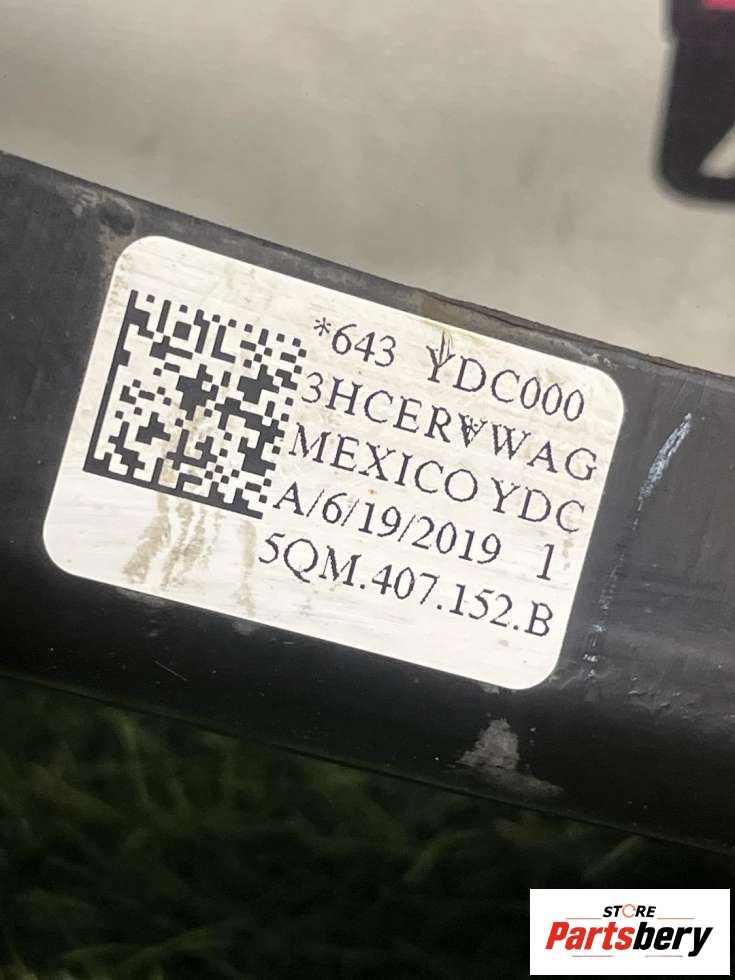 *643 YDC000
3HCERVWAG
MEXICO YDC
A/6/19/2019 1
5QM.407.152.B
STORE
Partsbery